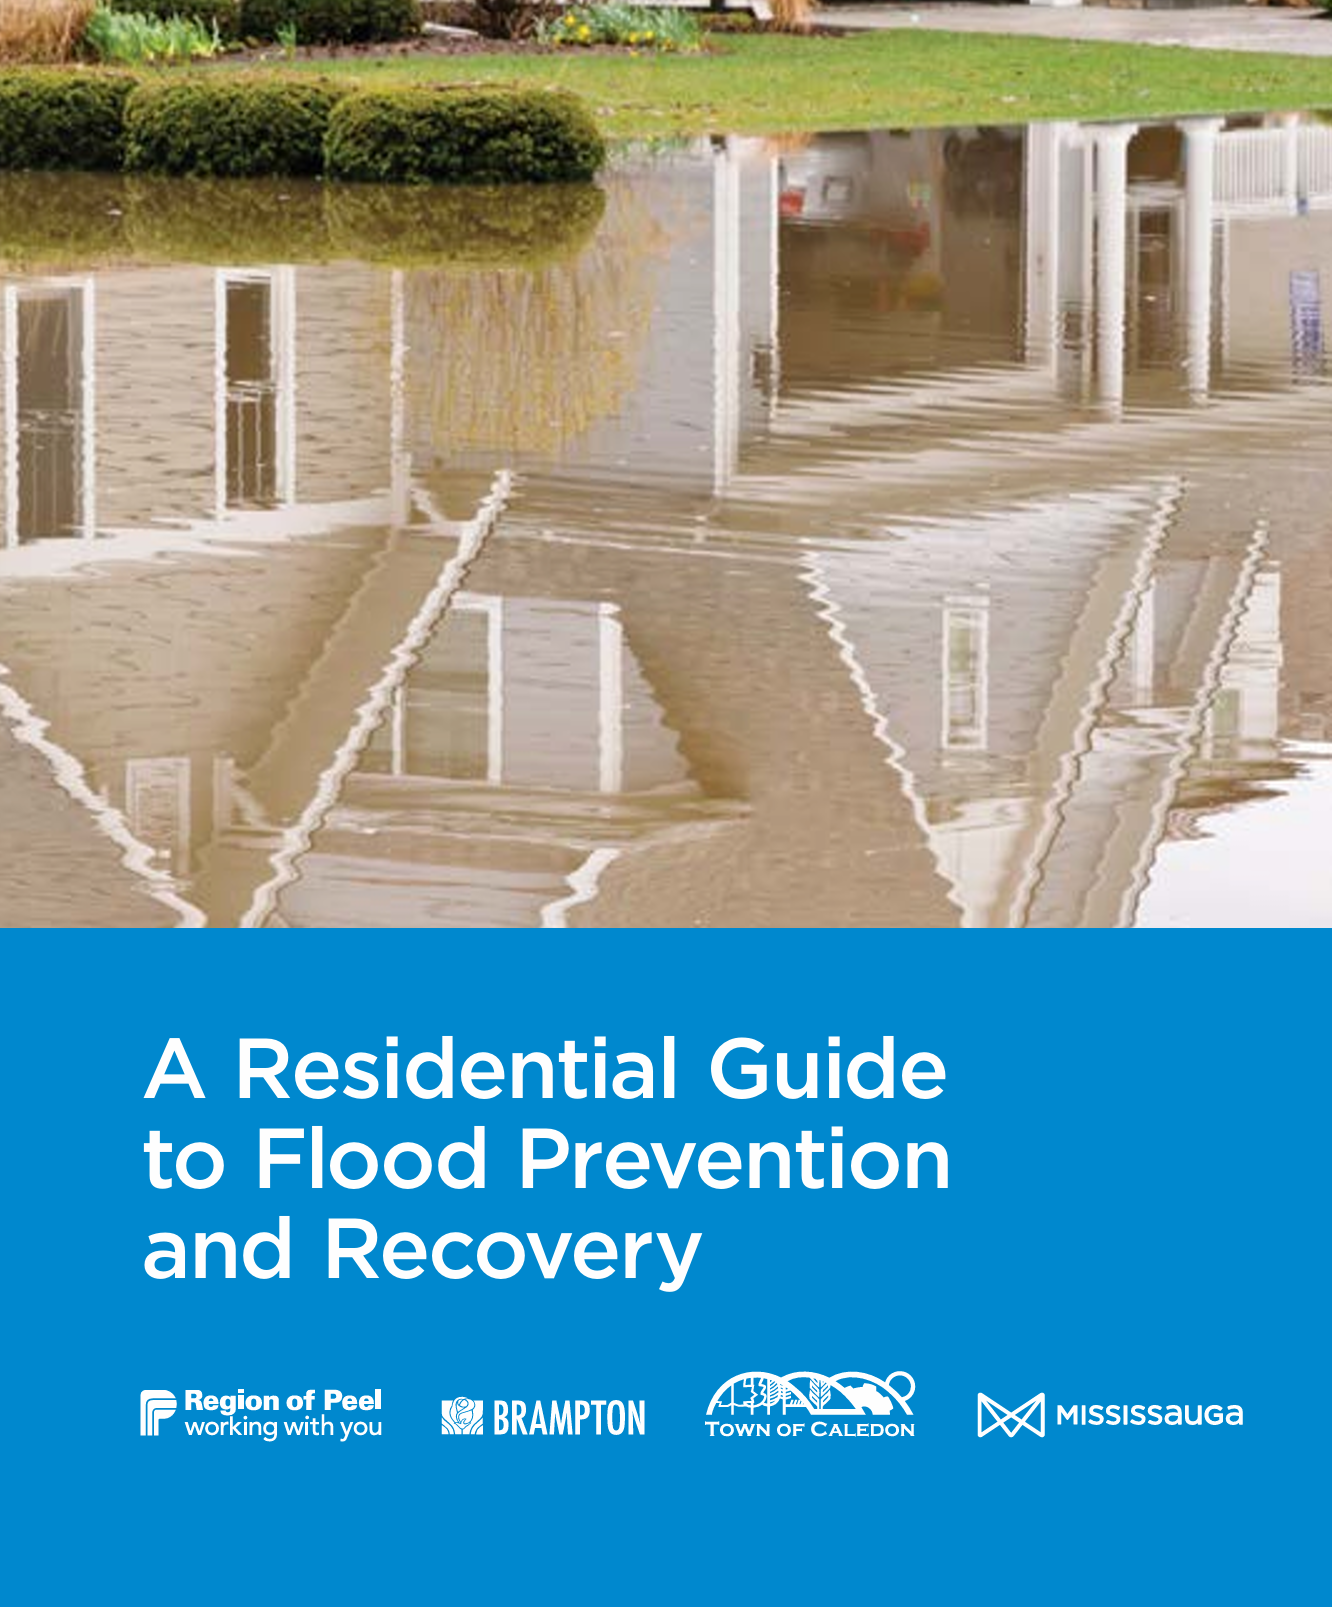 A Residential Guide
to Flood Prevention
and Recovery
Region of Peel
working with you
BRAMPTON
TOWN OF CALEDON
MISSISSauGa